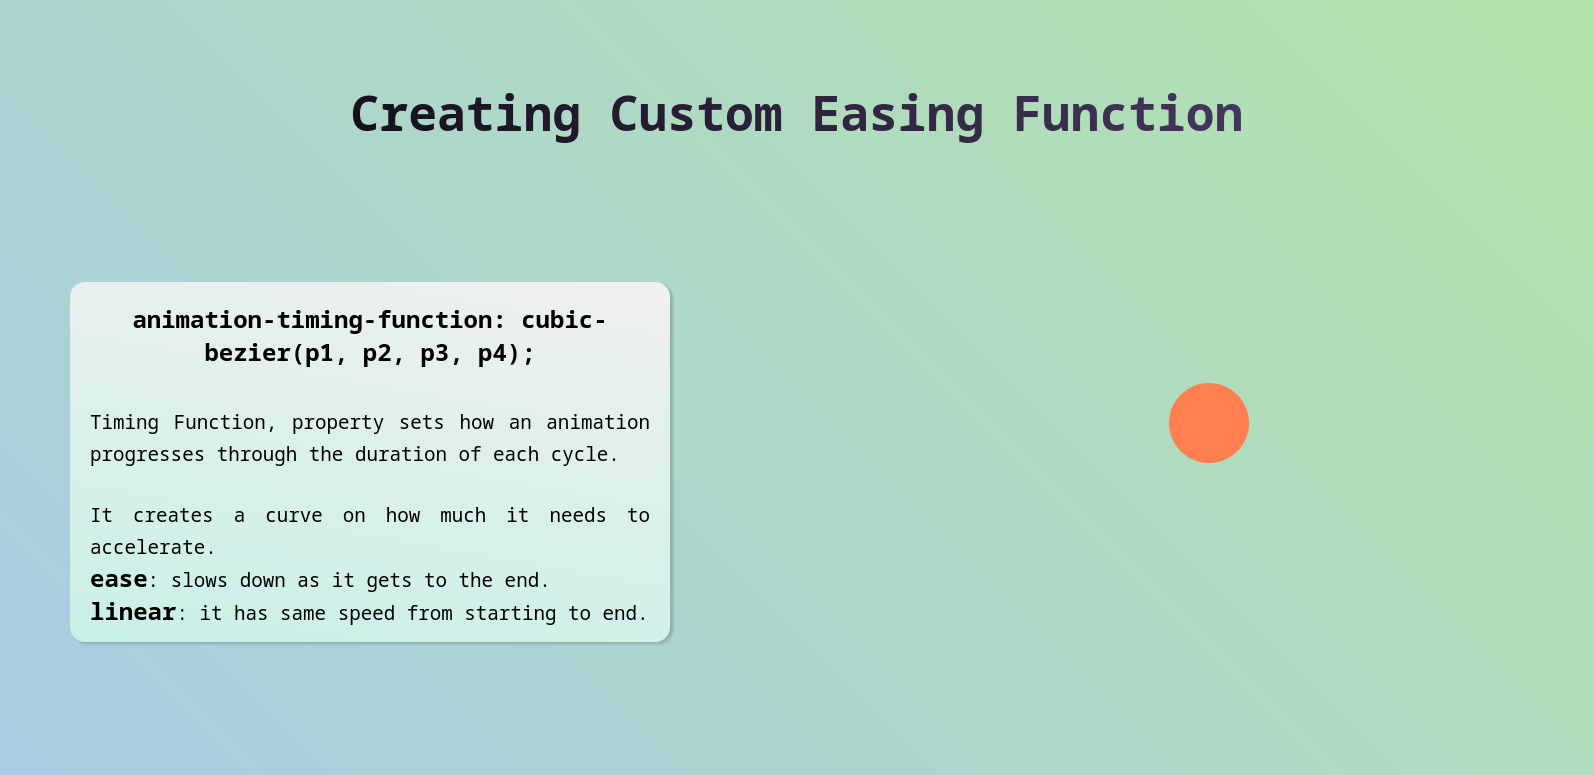 Creating Custom Easing Function
animation-timing-function: cubic-
bezier(p1, p2, p3, p4);
Timing Function, property sets how an animation
progresses through the duration of each cycle.
It creates a curve on how much it needs to
accelerate.
ease: slows down as it gets to the end.
linear: it has same speed from starting to end.